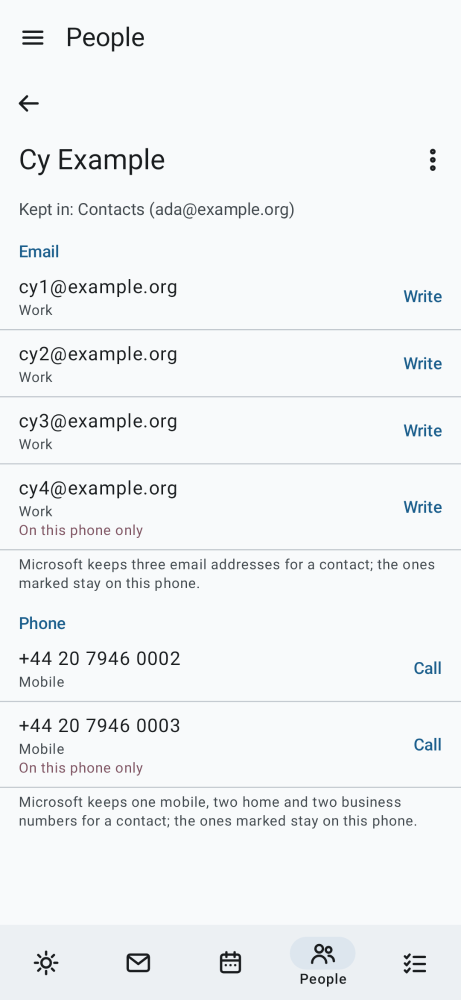 People
Cy Example
Kept in: Contacts (ada@example.org)
Email
cy1@example.org
Work
Write
cy2@example.org
Work
Write
cy3@example.org
Work
Write
cy4@example.org
Work
On this phone only
Write
Microsoft keeps three email addresses for a contact; the ones
marked stay on this phone.
Phone
+44 20 7946 0002
Mobile
Call
+44 20 7946 0003
Mobile
On this phone only
Call
Microsoft keeps one mobile, two home and two business
numbers for a contact; the ones marked stay on this phone.
People